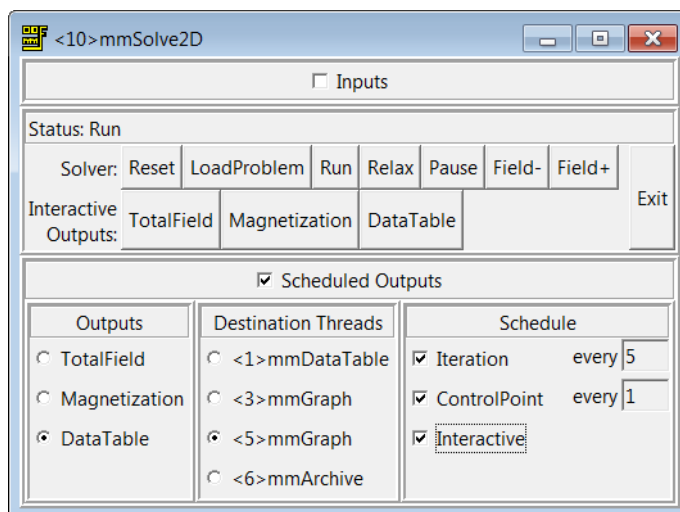 <10>mmSolve2D
Inputs
Status: Run
Solver: Reset LoadProblem Run Relax Pause Field- Field+
Exit
Interactive Outputs: TotalField Magnetization DataTable
Scheduled Outputs
Outputs Destination Threads Schedule
TotalField <1>mmDataTable Iteration every 5
Magnetization <3>mmGraph ControlPoint every 1
DataTable <5>mmGraph Interactive
<6>mmArchive